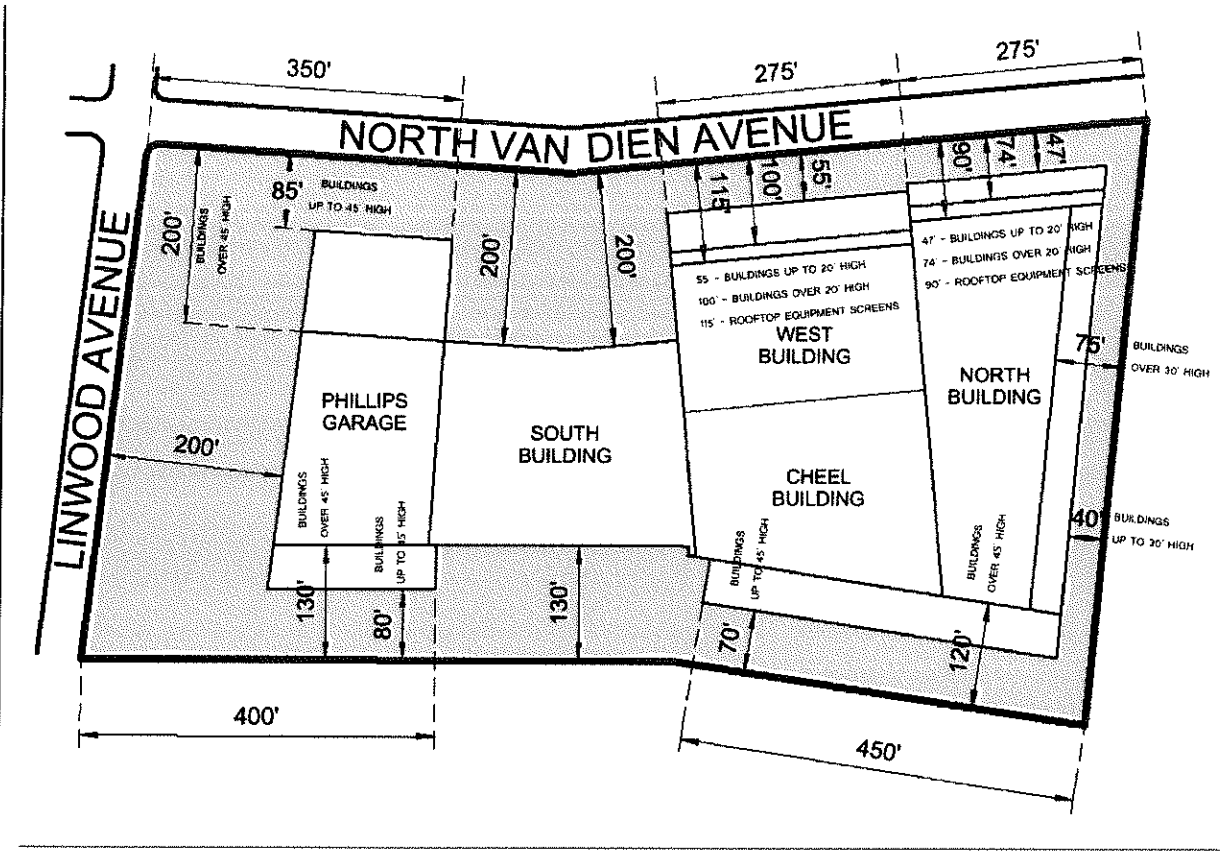 350'
275'
275'
NORTH VAN DIEN AVENUE
LINWOOD AVENUE
200'
BUILDINGS
OVER 45' HIGH
85'
BUILDINGS
UP TO 45' HIGH
200'
200'
115'
100'
55'
90'
74'
47'
55 - BUILDINGS UP TO 20' HIGH
100' - BUILDINGS OVER 20' HIGH
115' - ROOFTOP EQUIPMENT SCREENS
47' - BUILDINGS UP TO 20' HIGH
74' - BUILDINGS OVER 20' HIGH
90' - ROOFTOP EQUIPMENT SCREENS
WEST
BUILDING
NORTH
BUILDING
75'
BUILDINGS
OVER 30' HIGH
PHILLIPS
GARAGE
SOUTH
BUILDING
CHEEL
BUILDING
200'
BUILDINGS
OVER 45' HIGH
BUILDINGS
UP TO 45' HIGH
BUILDINGS
UP TO 45' HIGH
BUILDINGS
OVER 45' HIGH
40'
BUILDINGS
UP TO 30' HIGH
130'
80'
130'
70'
120'
400'
450'